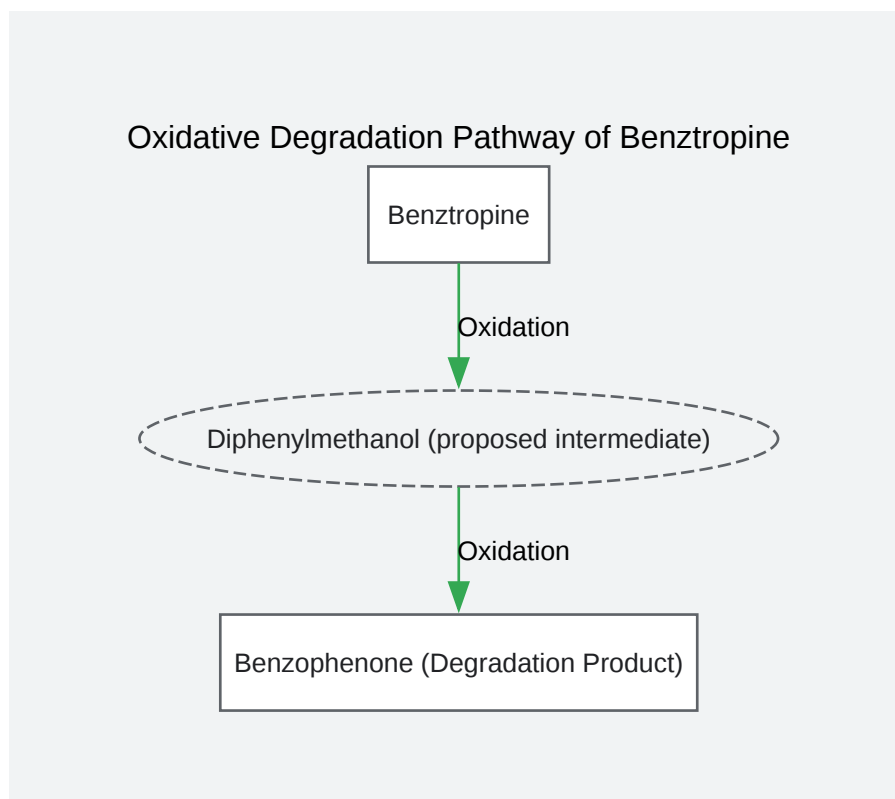 Oxidative Degradation Pathway of Benztropine
Benztropine
Oxidation
Diphenylmethanol (proposed intermediate)
Oxidation
Benzophenone (Degradation Product)